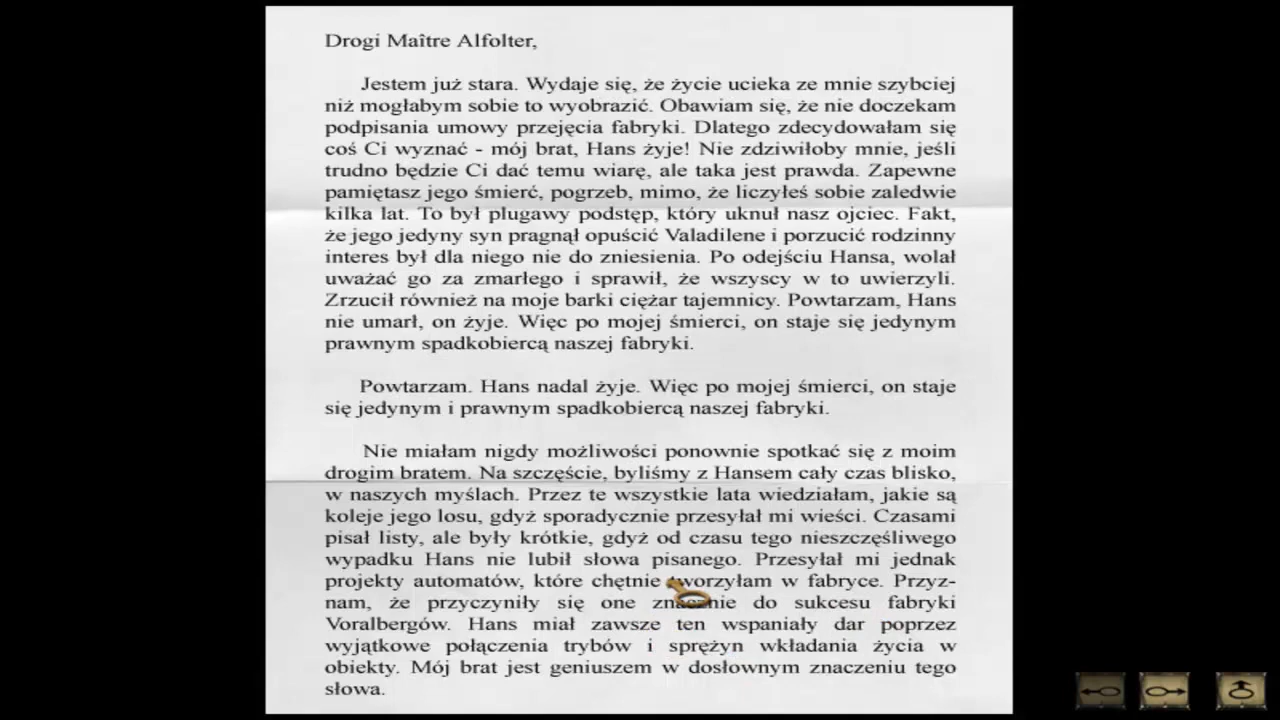 Drogi Maître Alfolter,
Jestem już stara. Wydaje się, że życie ucieka ze mnie szybciej
niż mogłabym sobie to wyobrazić. Obawiam się, że nie doczekam
podpisania umowy przejęcia fabryki. Dlatego zdecydowałam się
coś Ci wyznać - mój brat, Hans żyje! Nie zdziwiłoby mnie, jeśli
trudno będzie Ci dać temu wiarę, ale taka jest prawda. Zapewne
pamiętasz jego śmierć, pogrzeb, mimo, że liczyłeś sobie zaledwie
kilka lat. To był plugawy podstęp, który uknuł nasz ojciec. Fakt,
że jego jedyny syn pragnął opuścić Valadilene i porzucić rodzinny
interes był dla niego nie do zniesienia. Po odejściu Hansa, wolał
uważać go za zmarłego i sprawił, że wszyscy w to uwierzyli.
Zrzucił również na moje barki ciężar tajemnicy. Powtarzam, Hans
nie umarł, on żyje. Więc po mojej śmierci, on staje się jedynym
prawnym spadkobiercą naszej fabryki.
Powtarzam. Hans nadal żyje. Więc po mojej śmierci, on staje
się jedynym i prawnym spadkobiercą naszej fabryki.
Nie miałam nigdy możliwości ponownie spotkać się z moim
drogim bratem. Na szczęście, byliśmy z Hansem cały czas blisko,
w naszych myślach. Przez te wszystkie lata wiedziałam, jakie są
koleje jego losu, gdyż sporadycznie przesyłał mi wieści. Czasami
pisał listy, ale były krótkie, gdyż od czasu tego nieszczęśliwego
wypadku Hans nie lubił słowa pisanego. Przesyłał mi jednak
projekty automatów, które chętnie tworzyłam w fabryce. Przyz-
nam, że przyczyniły się one znacznie do sukcesu fabryki
Voralbergów. Hans miał zawsze ten wspaniały dar poprzez
wyjątkowe połączenia trybów i sprężyn wkładania życia w
obiekty. Mój brat jest geniuszem w dosłownym znaczeniu tego
słowa.